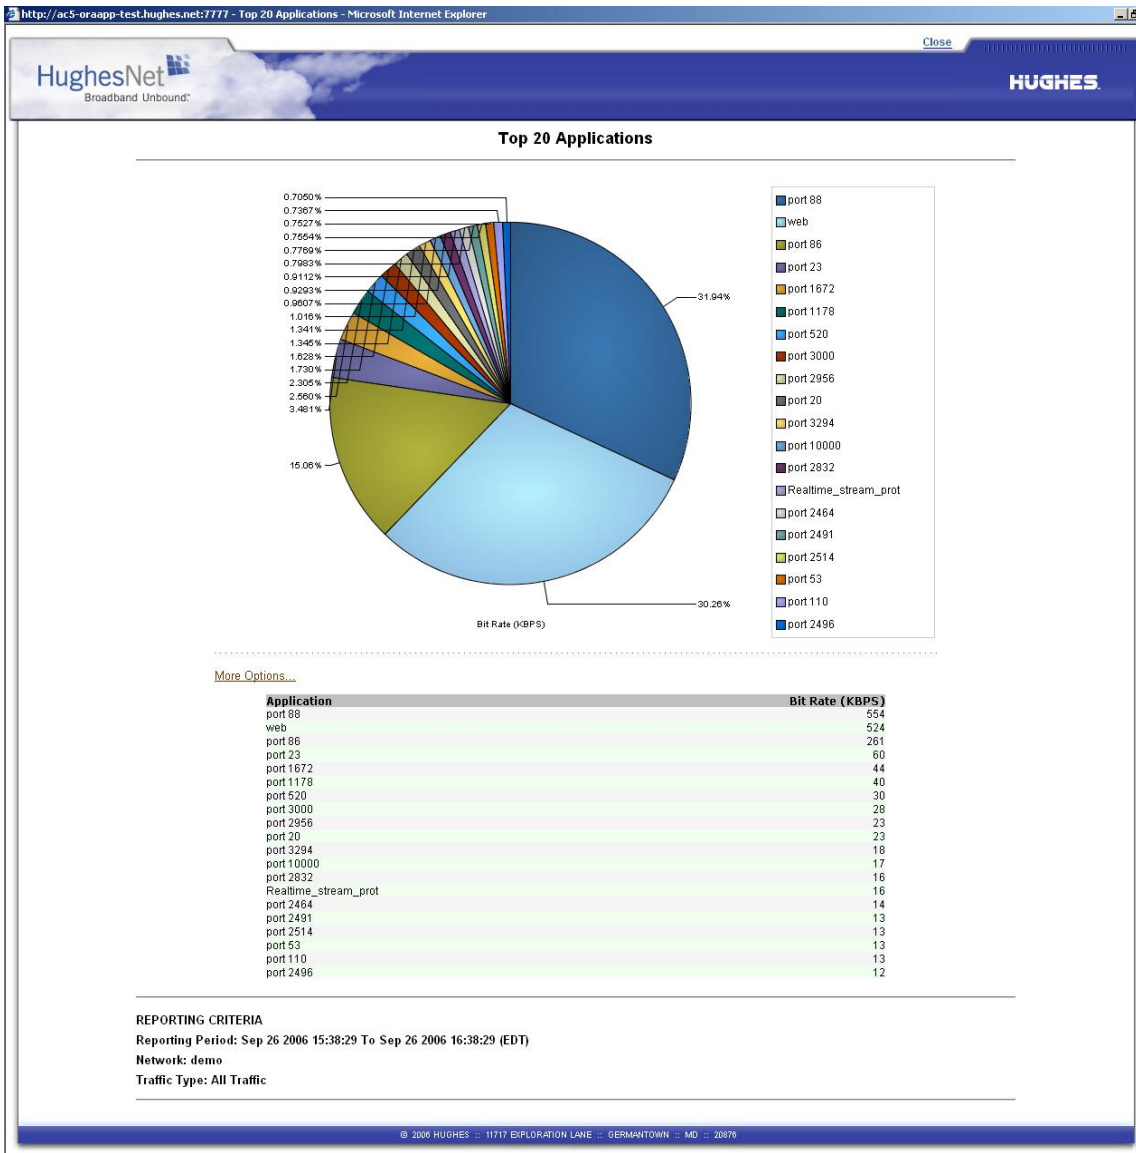 http://ac5-oraapp-test.hughes.net:7777 - Top 20 Applications - Microsoft Internet Explorer
Close
HughesNet
Broadband Unbound.™
HUGHES.
Top 20 Applications
0.7050%
0.7367%
0.7527%
0.7554%
0.7769%
0.7983%
0.9112%
0.9293%
0.9607%
1.016%
1.341%
1.345%
1.628%
1.730%
2.305%
2.560%
3.481%
15.06%
31.94%
30.26%
Bit Rate (KBPS)
port 88
web
port 86
port 23
port 1672
port 1178
port 520
port 3000
port 2956
port 20
port 3294
port 10000
port 2832
Realtime_stream_prot
port 2464
port 2491
port 2514
port 53
port 110
port 2496
More Options...
Application Bit Rate (KBPS)
port 88 554
web 524
port 86 261
port 23 60
port 1672 44
port 1178 40
port 520 30
port 3000 28
port 2956 23
port 20 23
port 3294 18
port 10000 17
port 2832 16
Realtime_stream_prot 16
port 2464 14
port 2491 13
port 2514 13
port 53 13
port 110 13
port 2496 12
REPORTING CRITERIA
Reporting Period: Sep 26 2006 15:38:29 To Sep 26 2006 16:38:29 (EDT)
Network: demo
Traffic Type: All Traffic
© 2006 HUGHES :: 11717 EXPLORATION LANE :: GERMANTOWN :: MD :: 20876